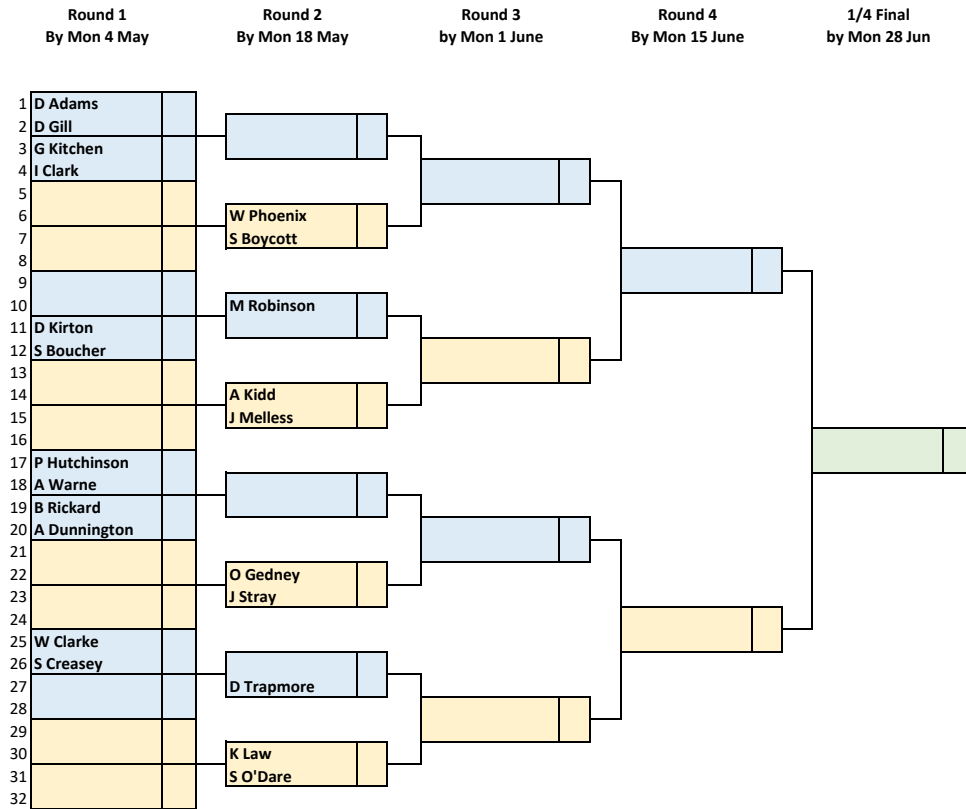 Round 1 Round 2 Round 3 Round 4 1/4 Final
By Mon 4 May By Mon 18 May by Mon 1 June By Mon 15 June by Mon 28 Jun
1 D Adams
2 D Gill
3 G Kitchen
4 I Clark
5
6 W Phoenix
7 S Boycott
8
9
10 M Robinson
11 D Kirton
12 S Boucher
13
14 A Kidd
15 J Melless
16
17 P Hutchinson
18 A Warne
19 B Rickard
20 A Dunnington
21
22 O Gedney
23 J Stray
24
25 W Clarke
26 S Creasey
27 D Trapmore
28
29
30 K Law
31 S O'Dare
32